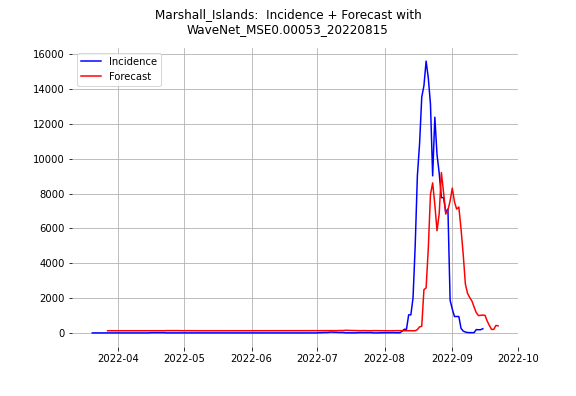 Marshall_Islands:  Incidence + Forecast with
WaveNet_MSE0.00053_20220815
Incidence
Forecast
16000
14000
12000
10000
8000
6000
4000
2000
0
2022-04 2022-05 2022-06 2022-07 2022-08 2022-09 2022-10